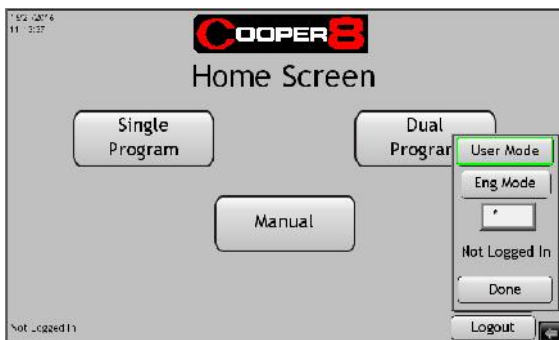 COOPER8
Home Screen
Single
Program
Dual
Progra
Manual
User Mode
Eng Mode
*
Not Logged In
Done
Not Logged In
Logout